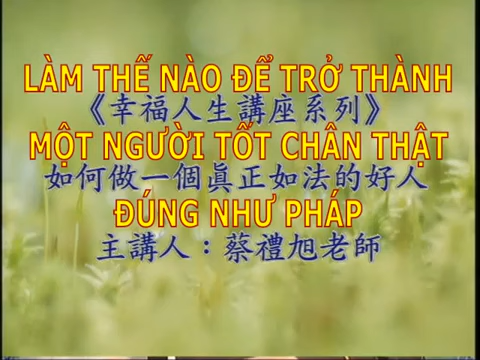 LÀM THẾ NÀO ĐỂ TRỞ THÀNH
《幸福人生講座系列》
MỘT NGƯỜI TỐT CHÂN THẬT
如何做一個真正如法的好人
ĐÚNG NHƯ PHÁP
主講人：蔡禮旭老師